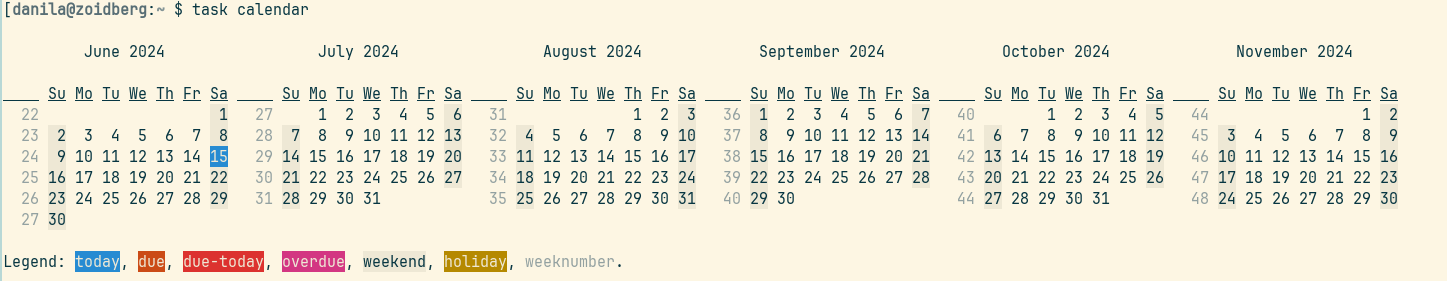 [danila@zoidberg:~ $ task calendar
June 2024 July 2024 August 2024 September 2024 October 2024 November 2024
Su Mo Tu We Th Fr Sa Su Mo Tu We Th Fr Sa Su Mo Tu We Th Fr Sa Su Mo Tu We Th Fr Sa Su Mo Tu We Th Fr Sa Su Mo Tu We Th Fr Sa
22 1 27 1 2 3 4 5 6 31 1 2 3 36 1 2 3 4 5 6 7 40 1 2 3 4 5 44 1 2
23 2 3 4 5 6 7 8 28 7 8 9 10 11 12 13 32 4 5 6 7 8 9 10 37 8 9 10 11 12 13 14 41 6 7 8 9 10 11 12 45 3 4 5 6 7 8 9
24 9 10 11 12 13 14 15 29 14 15 16 17 18 19 20 33 11 12 13 14 15 16 17 38 15 16 17 18 19 20 21 42 13 14 15 16 17 18 19 46 10 11 12 13 14 15 16
25 16 17 18 19 20 21 22 30 21 22 23 24 25 26 27 34 18 19 20 21 22 23 24 39 22 23 24 25 26 27 28 43 20 21 22 23 24 25 26 47 17 18 19 20 21 22 23
26 23 24 25 26 27 28 29 31 28 29 30 31 35 25 26 27 28 29 30 31 40 29 30 44 27 28 29 30 31 48 24 25 26 27 28 29 30
27 30
Legend: today, due, due-today, overdue, weekend, holiday, weeknumber.